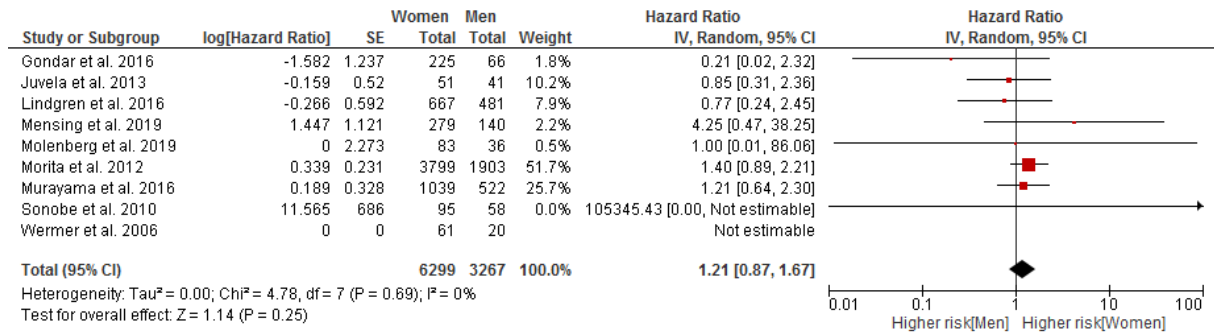 Women Men Hazard Ratio Hazard Ratio
Study or Subgroup log[Hazard Ratio] SE Total Total Weight IV, Random, 95% CI IV, Random, 95% CI
Gondar et al. 2016 -1.582 1.237 225 66 1.8% 0.21 [0.02, 2.32]
Juvela et al. 2013 -0.159 0.52 51 41 10.2% 0.85 [0.31, 2.36]
Lindgren et al. 2016 -0.266 0.592 667 481 7.9% 0.77 [0.24, 2.45]
Mensing et al. 2019 1.447 1.121 279 140 2.2% 4.25 [0.47, 38.25]
Molenberg et al. 2019 0 2.273 83 36 0.5% 1.00 [0.01, 86.06]
Morita et al. 2012 0.339 0.231 3799 1903 51.7% 1.40 [0.89, 2.21]
Murayama et al. 2016 0.189 0.328 1039 522 25.7% 1.21 [0.64, 2.30]
Sonobe et al. 2010 11.565 686 95 58 0.0% 105345.43 [0.00, Not estimable]
Wermer et al. 2006 0 0 61 20 Not estimable
Total (95% CI) 6299 3267 100.0% 1.21 [0.87, 1.67]
Heterogeneity: Tau² = 0.00; Chi² = 4.78, df = 7 (P = 0.69); I² = 0%
Test for overall effect: Z = 1.14 (P = 0.25)
0.01 0.1 1 10 100
Higher risk[Men] Higher risk[Women]